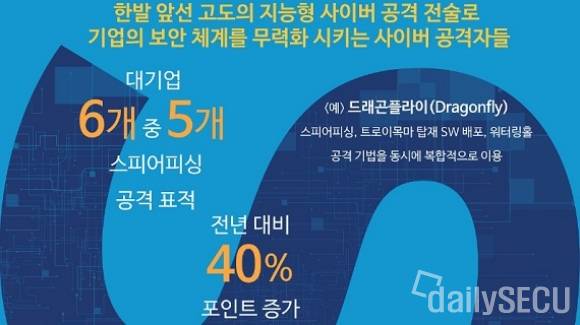 한발 앞선 고도의 지능형 사이버 공격 전술로
기업의 보안 체계를 무력화 시키는 사이버 공격자들
대기업
6개 중 5개
스피어피싱
공격 표적
<예> 드래곤플라이(Dragonfly)
스피어피싱, 트로이목마 탑재 SW 배포, 워터링홀
공격 기법을 동시에 복합적으로 이용
전년 대비
40%
포인트 증가
dailySECU